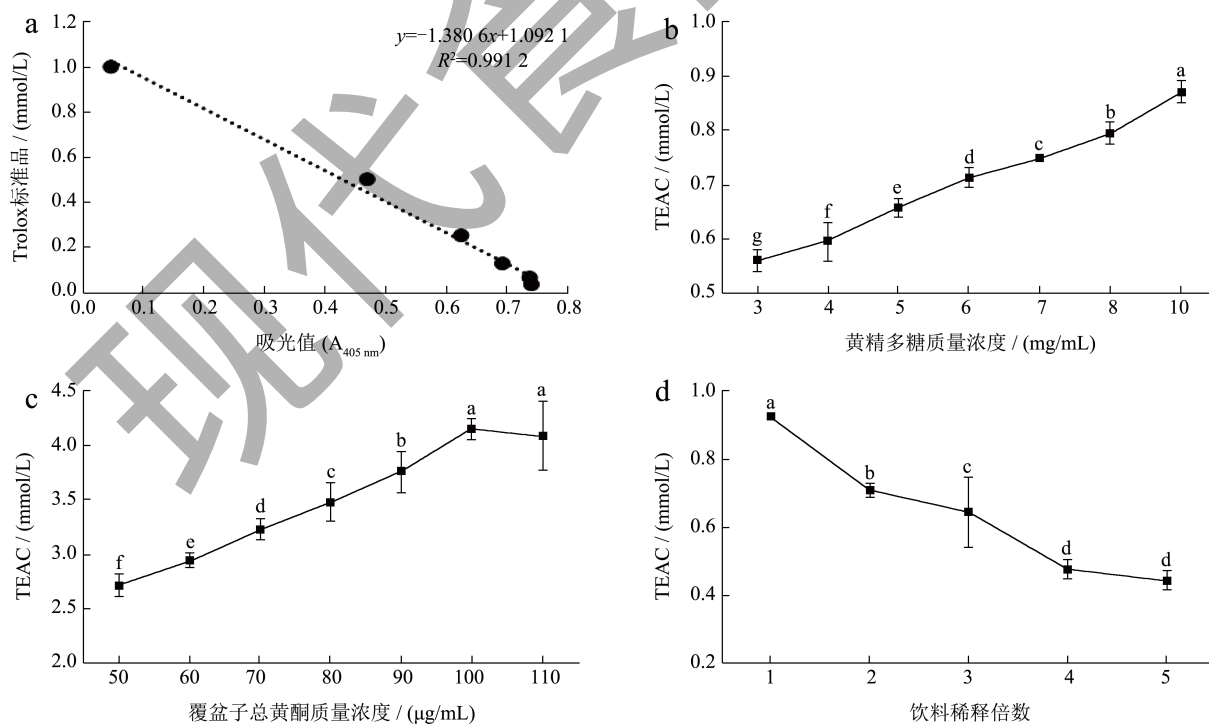 a
1.2
1.0
0.8
0.6
0.4
0.2
0.0
Trolox标准品 / (mmol/L)
y=−1.380 6x+1.092 1
R²=0.991 2
0.0 0.1 0.2 0.3 0.4 0.5 0.6 0.7 0.8
吸光值 (A405 nm)
b
1.0
0.9
0.8
0.7
0.6
0.5
TEAC / (mmol/L)
g f e d c b a
3 4 5 6 7 8 10
黄精多糖质量浓度 / (mg/mL)
c
4.5
4.0
3.5
3.0
2.5
2.0
TEAC / (mmol/L)
f e d c b a a
50 60 70 80 90 100 110
覆盆子总黄酮质量浓度 / (μg/mL)
d
1.0
0.8
0.6
0.4
0.2
TEAC / (mmol/L)
a b c d d
1 2 3 4 5
饮料稀释倍数
现代食